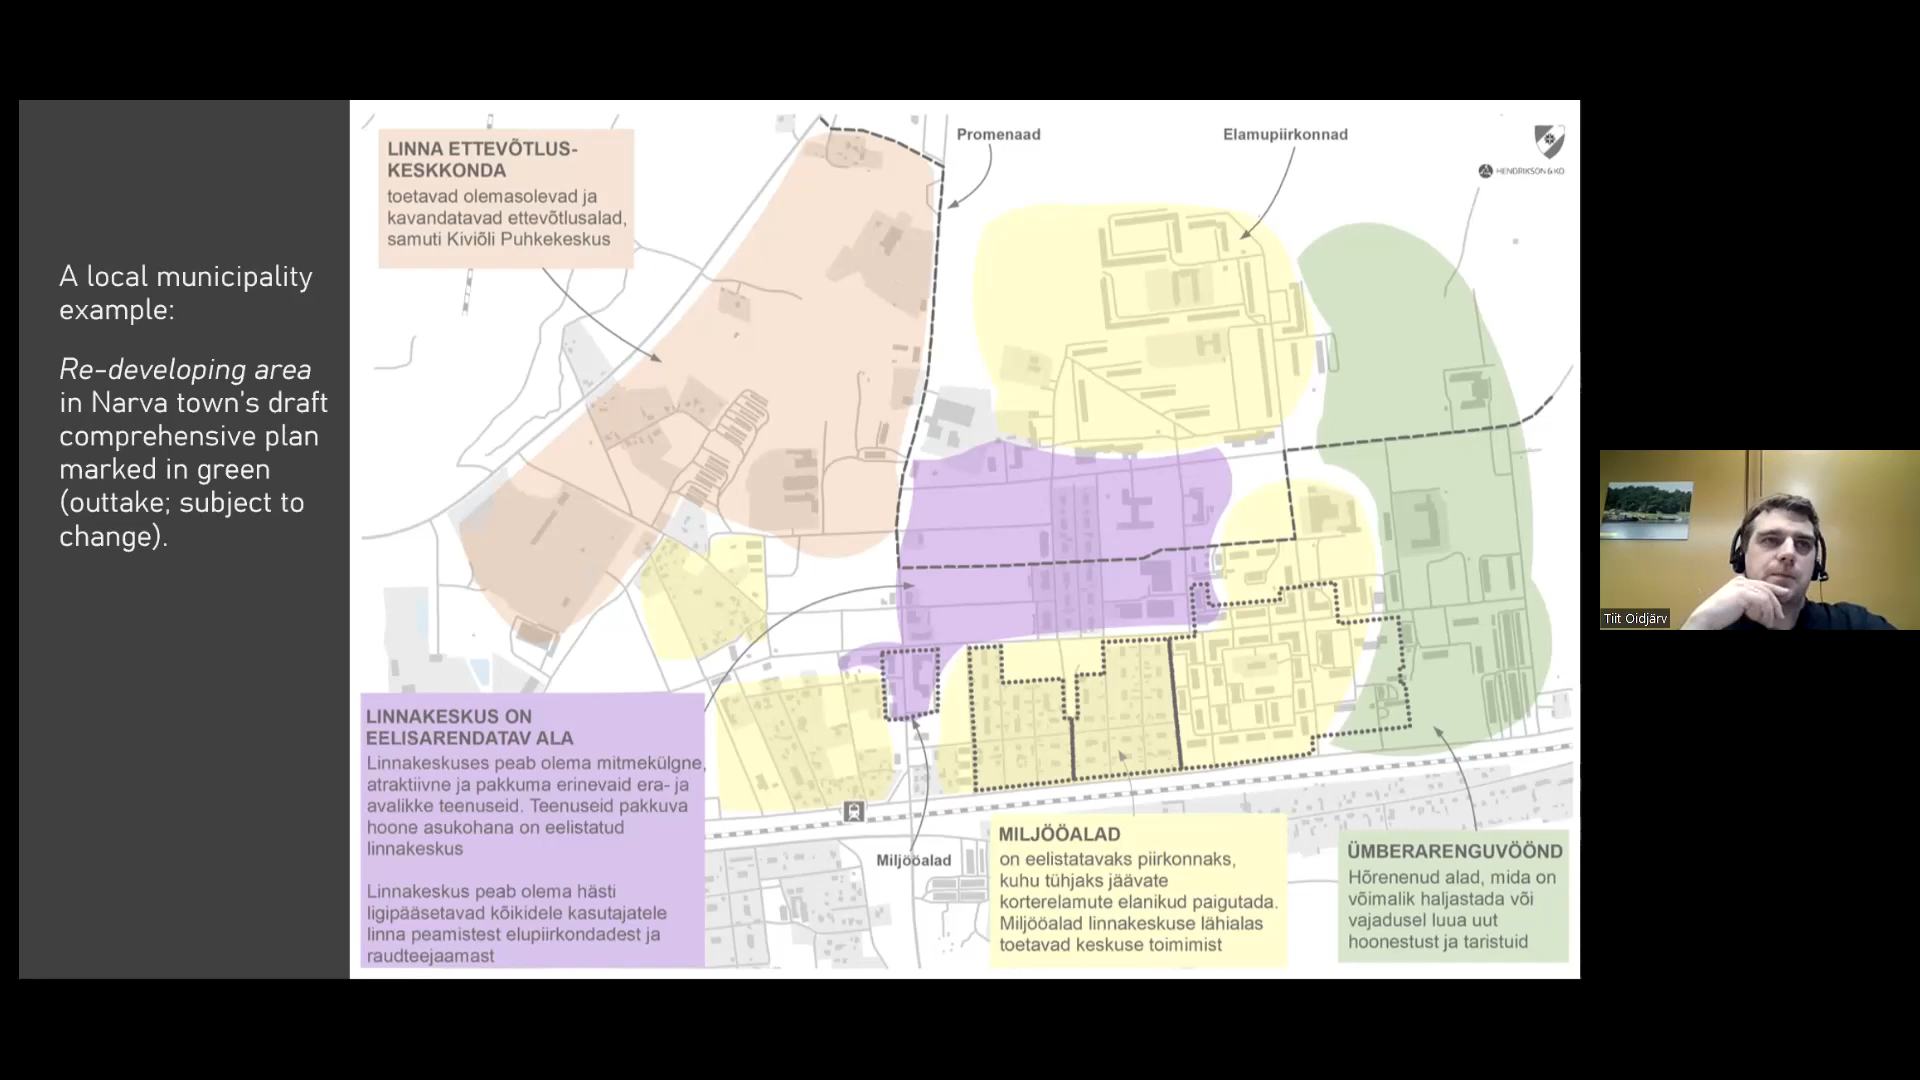 A local municipality
example:
Re-developing area
in Narva town's draft
comprehensive plan
marked in green
(outtake; subject to
change).
LINNA ETTEVÕTLUS-
KESKKONDA
toetavad olemasolevad ja
kavandatavad ettevõtlusalad,
samuti Kiviõli Puhkekeskus
Promenaad
Elamupiirkonnad
HENDRIKSON & KO
LINNAKESKUS ON
EELISARENDATAV ALA
Linnakeskuses peab olema mitmekülgne,
atraktiivne ja pakkuma erinevaid era- ja
avalikke teenuseid. Teenuseid pakkuva
hoone asukohana on eelistatud
linnakeskus
Linnakeskus peab olema hästi
ligipääsetavad kõikidele kasutajatele
linna peamistest elupiirkondadest ja
raudteejaamast
Miljööalad
MILJÖÖALAD
on eelistatavaks piirkonnaks,
kuhu tühjaks jäävate
korterelamute elanikud paigutada.
Miljööalad linnakeskuse lähialas
toetavad keskuse toimimist
ÜMBERARENGUVÖÖND
Hõrenenud alad, mida on
võimalik haljastada või
vajadusel luua uut
hoonestust ja taristuid
Tiit Oidjärv